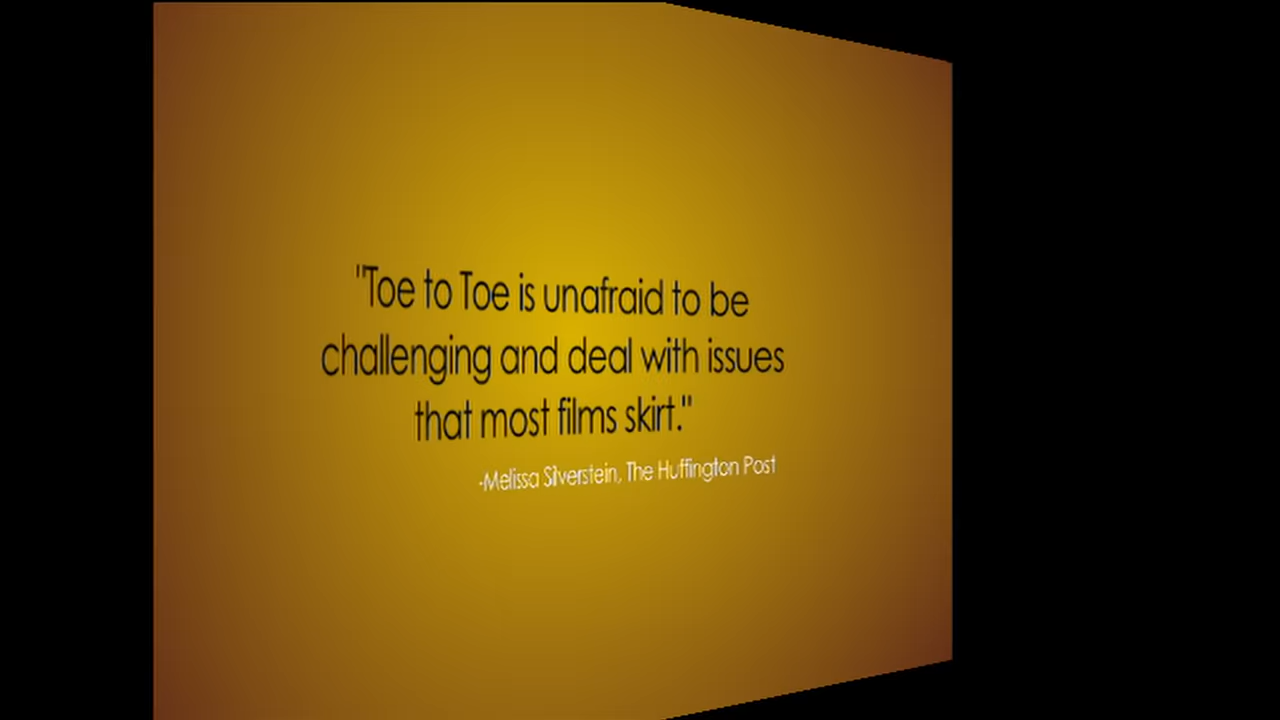 "Toe to Toe is unafraid to be
challenging and deal with issues
that most films skirt."
-Melissa Silverstein, The Huffington Post